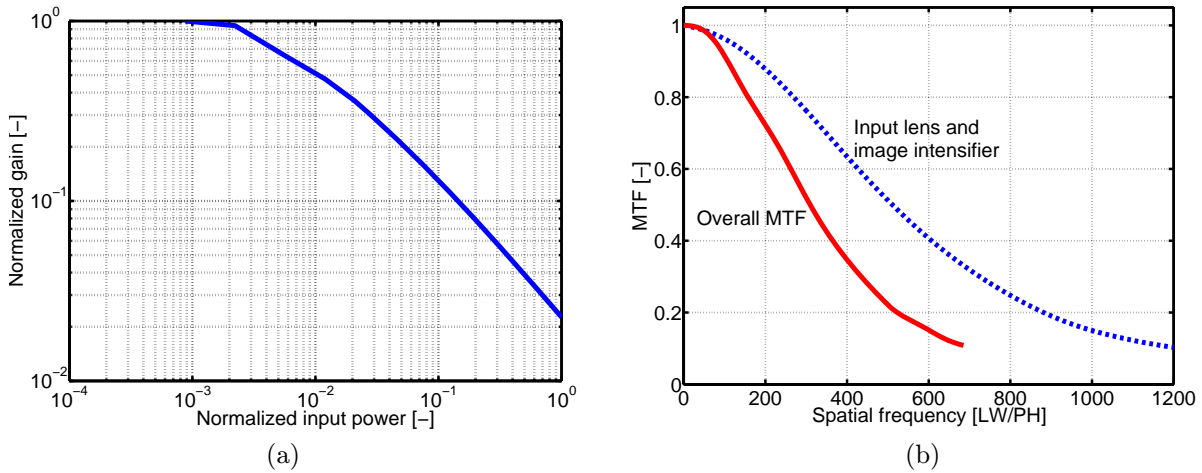 10^0
10^−1
10^−2
Normalized gain [−]
10^−4 10^−3 10^−2 10^−1 10^0
Normalized input power [−]
(a)
1
0.8
0.6
0.4
0.2
0
MTF [−]
Input lens and
image intensifier
Overall MTF
0 200 400 600 800 1000 1200
Spatial frequency [LW/PH]
(b)